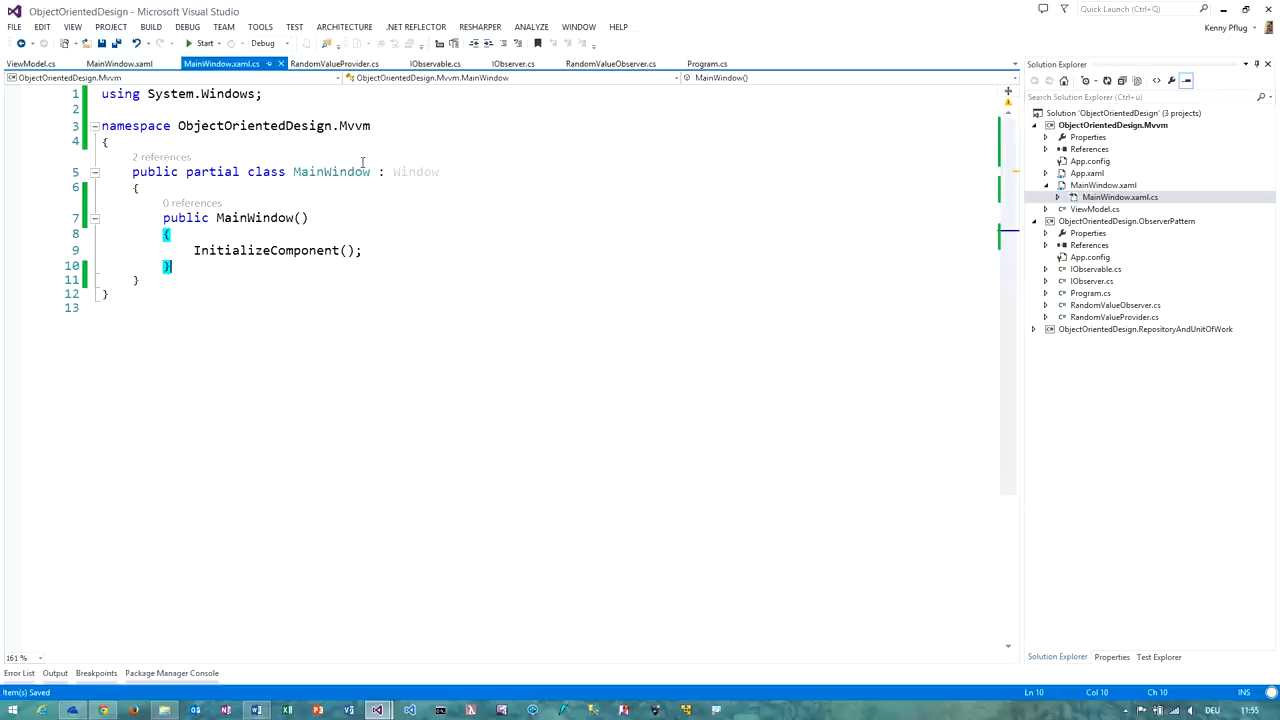 ObjectOrientedDesign - Microsoft Visual Studio
Quick Launch (Ctrl+Q)
FILE EDIT VIEW PROJECT BUILD DEBUG TEAM TOOLS TEST ARCHITECTURE .NET REFLECTOR RESHARPER ANALYZE WINDOW HELP
Kenny Pflug
Start Debug
ViewModel.cs MainWindow.xaml MainWindow.xaml.cs RandomValueProvider.cs IObservable.cs IObserver.cs RandomValueObserver.cs Program.cs
ObjectOrientedDesign.Mvvm ObjectOrientedDesign.Mvvm.MainWindow MainWindow()
1 using System.Windows;
2
3 namespace ObjectOrientedDesign.Mvvm
4 {
2 references
5 public partial class MainWindow : Window
6 {
0 references
7 public MainWindow()
8 {
9 InitializeComponent();
10 }
11 }
12 }
13
161 %
Solution Explorer
Search Solution Explorer (Ctrl+ü)
Solution 'ObjectOrientedDesign' (3 projects)
ObjectOrientedDesign.Mvvm
Properties
References
App.config
App.xaml
MainWindow.xaml
MainWindow.xaml.cs
ViewModel.cs
ObjectOrientedDesign.ObserverPattern
Properties
References
App.config
IObservable.cs
IObserver.cs
Program.cs
RandomValueObserver.cs
RandomValueProvider.cs
ObjectOrientedDesign.RepositoryAndUnitOfWork
Solution Explorer Properties Test Explorer
Error List Output Breakpoints Package Manager Console
Item(s) Saved Ln 10 Col 10 Ch 10 INS
DEU 11:55